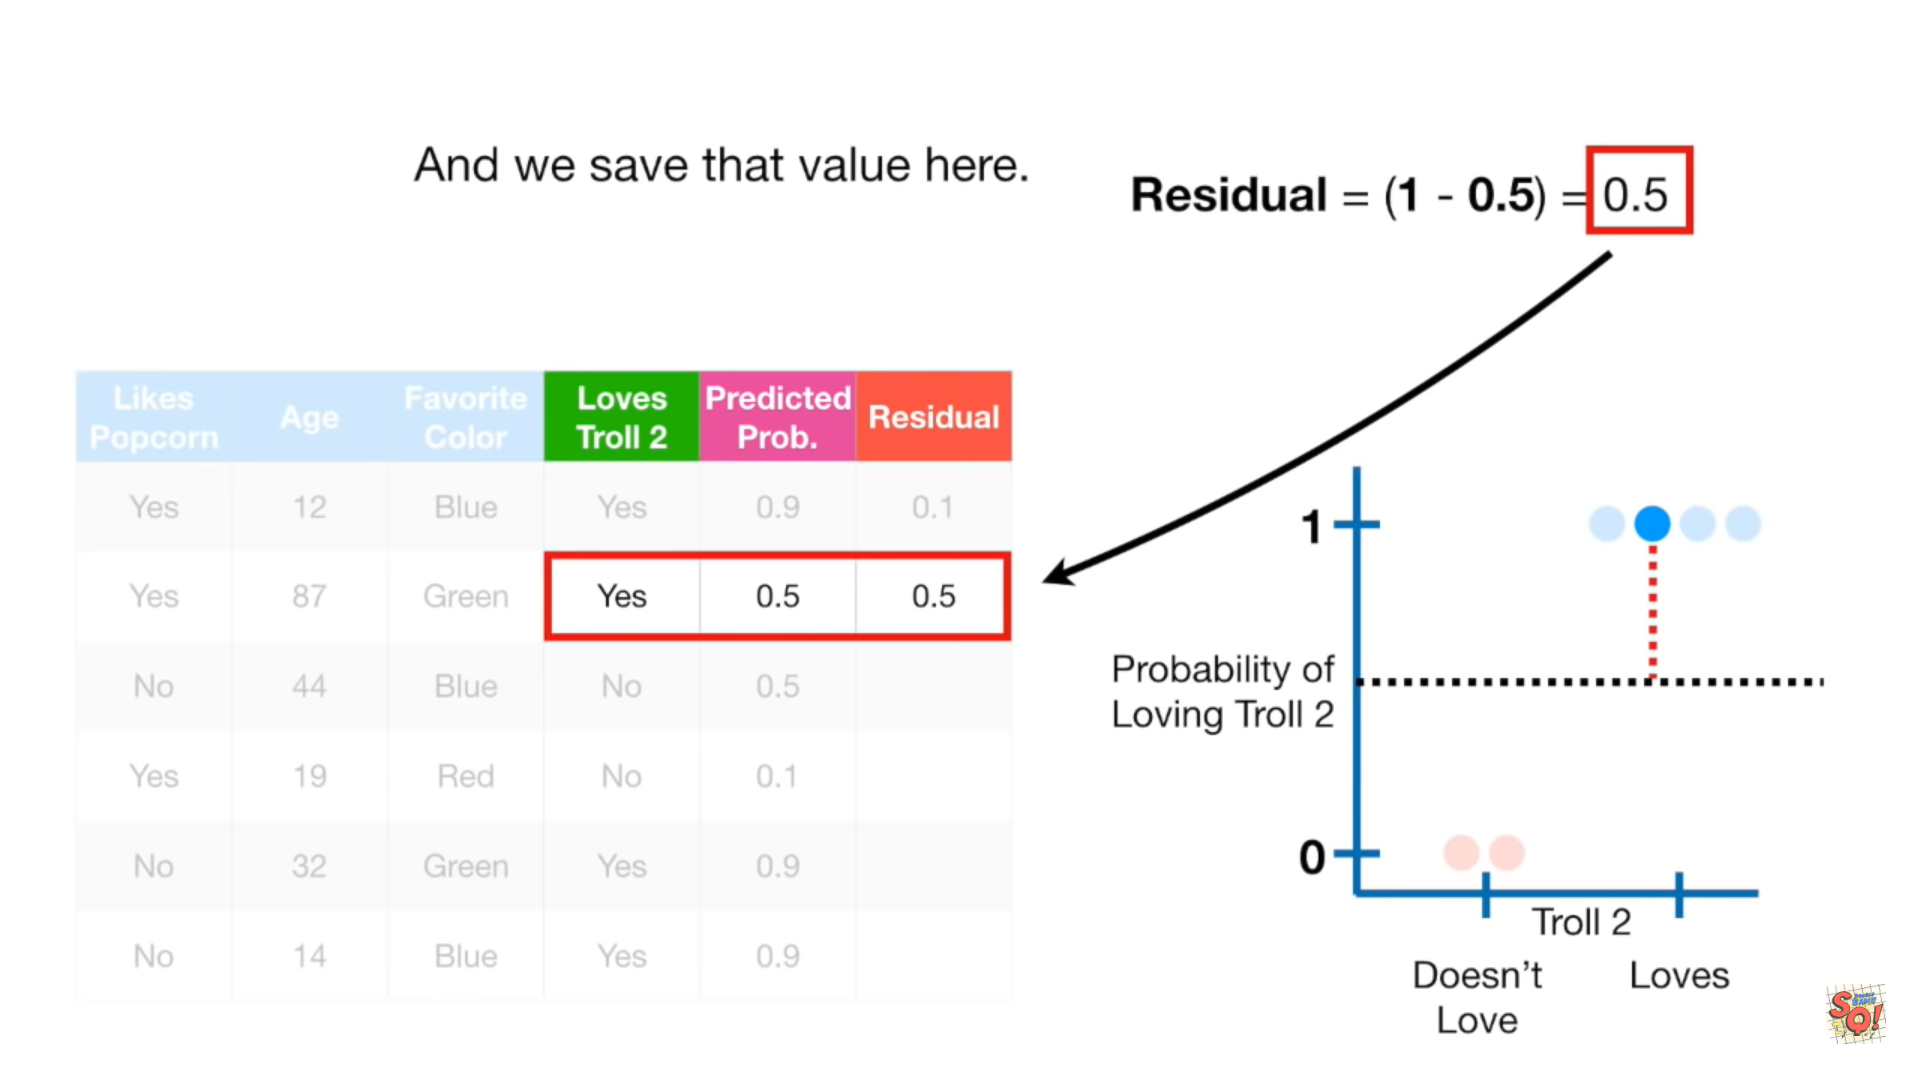 And we save that value here.
Residual = (1 - 0.5) = 0.5
Likes Popcorn Age Favorite Color Loves Troll 2 Predicted Prob. Residual
Yes 12 Blue Yes 0.9 0.1
Yes 87 Green Yes 0.5 0.5
No 44 Blue No 0.5
Yes 19 Red No 0.1
No 32 Green Yes 0.9
No 14 Blue Yes 0.9
1
Probability of
Loving Troll 2
0
Troll 2
Doesn’t
Love
Loves
SQ!